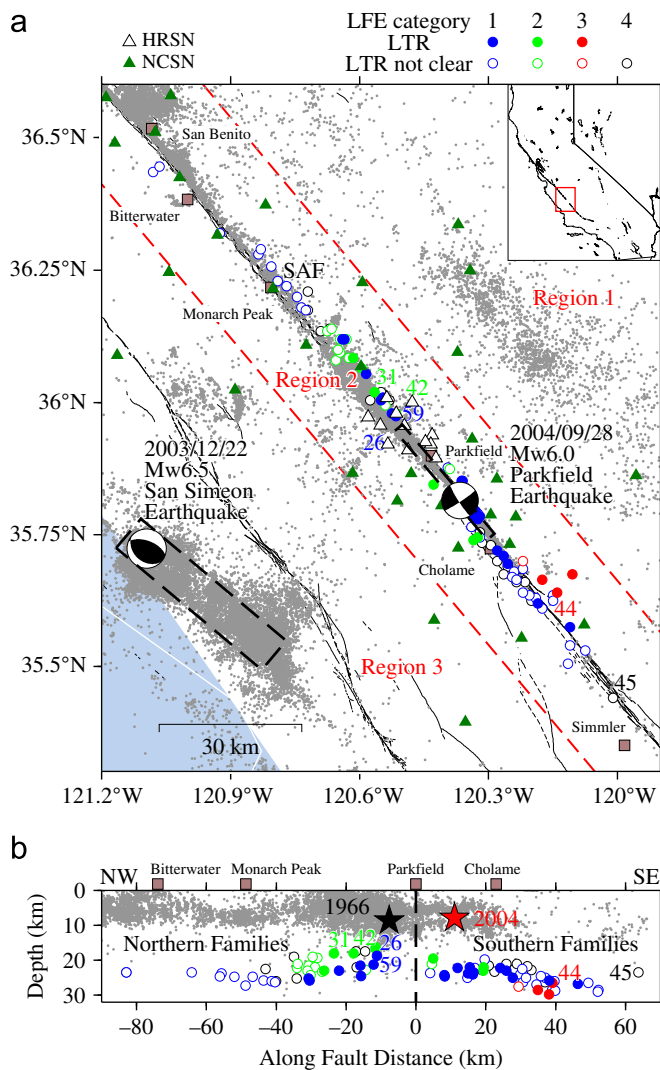 a
LFE category 1 2 3 4
HRSN
LTR
NCSN
LTR not clear
36.5°N
36.25°N
36°N
35.75°N
35.5°N
San Benito
Bitterwater
SAF
Monarch Peak
Region 1
Region 2
31
42
59
26
Parkfield
2003/12/22
Mw6.5
San Simeon
Earthquake
2004/09/28
Mw6.0
Parkfield
Earthquake
Cholame
44
Region 3
45
Simmler
30 km
121.2°W 120.9°W 120.6°W 120.3°W 120°W
b
NW Bitterwater Monarch Peak Parkfield Cholame SE
Depth (km)
0
10
20
30
1966
2004
Northern Families
Southern Families
31 42 26
59
44 45
−80 −60 −40 −20 0 20 40 60
Along Fault Distance (km)